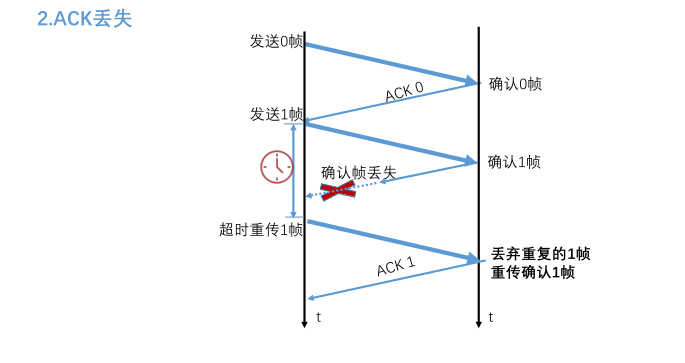 2.ACK丢失
发送0帧
ACK 0
确认0帧
发送1帧
确认1帧
确认帧丢失
超时重传1帧
ACK 1
丢弃重复的1帧
重传确认1帧
t
t